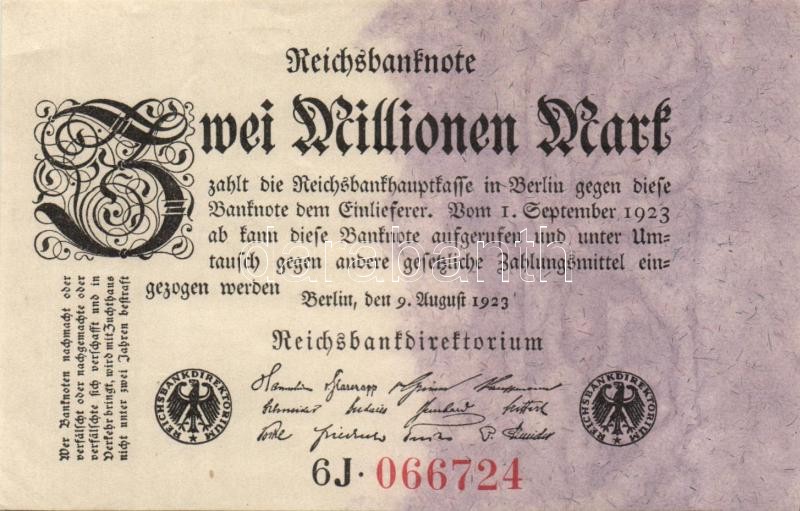 Reichsbanknote
Zwei Millionen Mark
zahlt die Reichsbankhauptkasse in Berlin gegen diese
Banknote dem Einlieferer. Vom 1. September 1923
ab kann diese Banknote aufgerufen und unter Um=
tausch gegen andere gesetzliche Zahlungsmittel ein=
gezogen werden
Berlin, den 9. August 1923
Reichsbankdirektorium
Wer Banknoten nachmacht oder
verfälscht oder nachgemachte oder
verfälschte sich verschafft und in
Verkehr bringt, wird mit Zuchthaus
nicht unter zwei Jahren bestraft
REICHSBANKDIREKTORIUM
REICHSBANKDIREKTORIUM
6J·066724
darabanth